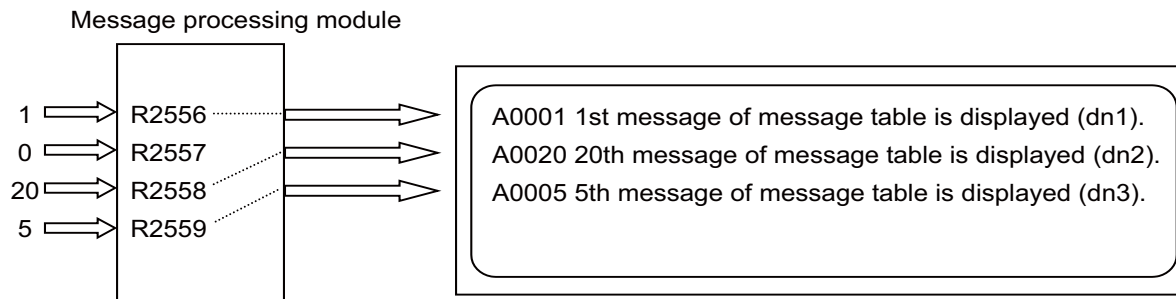 Message processing module
1 R2556
0 R2557
20 R2558
5 R2559
A0001 1st message of message table is displayed (dn1).
A0020 20th message of message table is displayed (dn2).
A0005 5th message of message table is displayed (dn3).